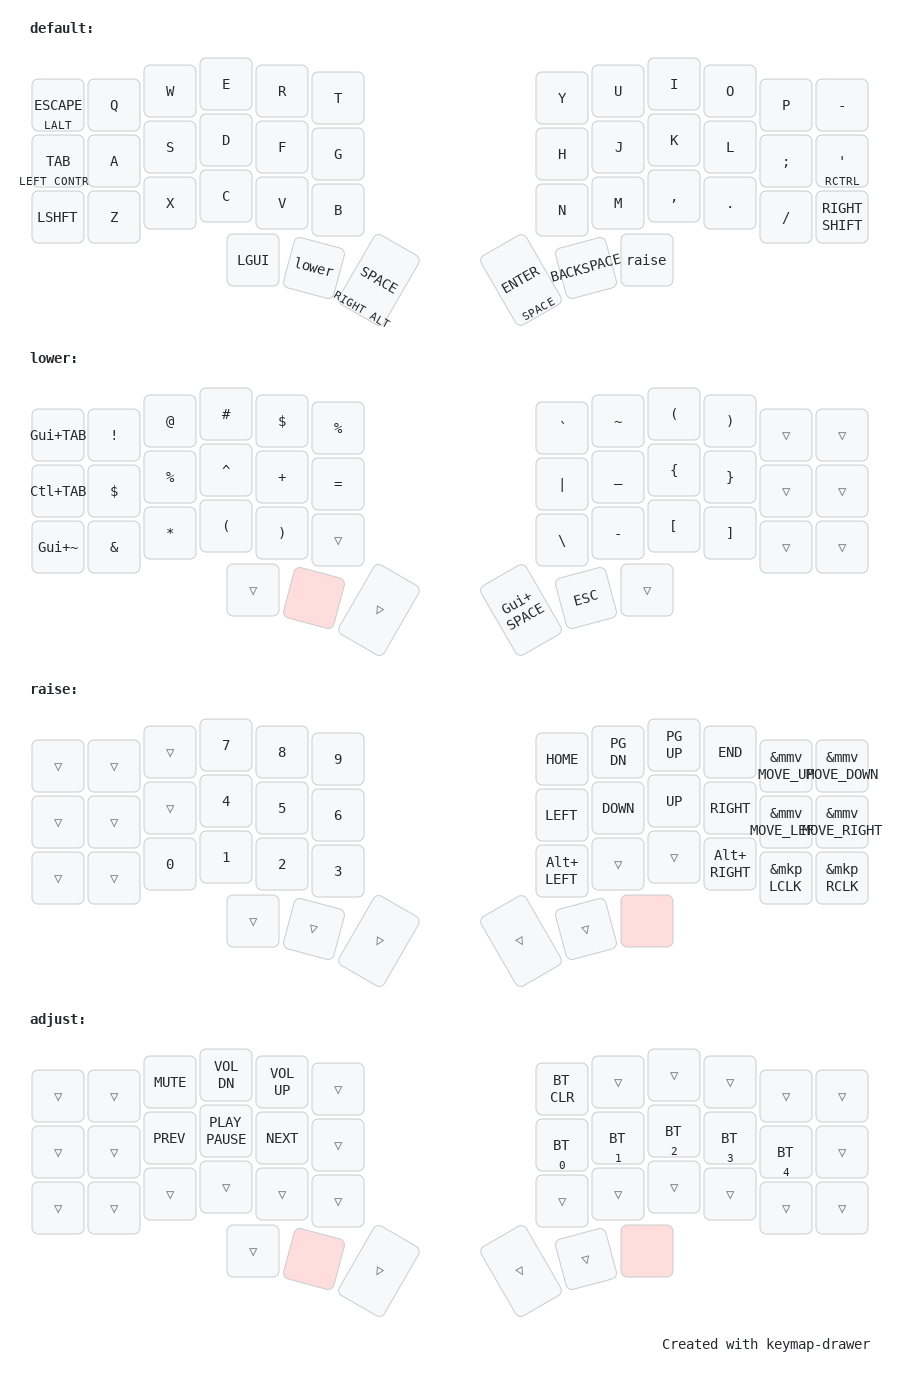 default:
ESCAPE Q W E R T Y U I O P -
LALT
TAB A S D F G H J K L ; '
LEFT CONTR RCTRL
LSHFT Z X C V B N M , . / RIGHT SHIFT
LGUI lower SPACE ENTER BACKSPACE raise
RIGHT ALT SPACE
lower:
Gui+TAB ! @ # $ % ` ~ ( ) ▽ ▽
Ctl+TAB $ % ^ + = | _ { } ▽ ▽
Gui+~ & * ( ) ▽ \ - [ ] ▽ ▽
▽ ▽ Gui+ SPACE ESC ▽
raise:
▽ ▽ ▽ 7 8 9 HOME PG DN PG UP END &mmv MOVE_UP &mmv MOVE_DOWN
▽ ▽ ▽ 4 5 6 LEFT DOWN UP RIGHT &mmv MOVE_LEF &mmv MOVE_RIGHT
▽ ▽ 0 1 2 3 Alt+ LEFT ▽ ▽ Alt+ RIGHT &mkp LCLK &mkp RCLK
▽ ▽ ▽ ▽ ▽
adjust:
▽ ▽ MUTE VOL DN VOL UP ▽ BT CLR ▽ ▽ ▽ ▽ ▽
▽ ▽ PREV PLAY PAUSE NEXT ▽ BT 0 BT 1 BT 2 BT 3 BT 4 ▽
▽ ▽ ▽ ▽ ▽ ▽ ▽ ▽ ▽ ▽ ▽ ▽
▽ ▽ ▽ ▽
Created with keymap-drawer